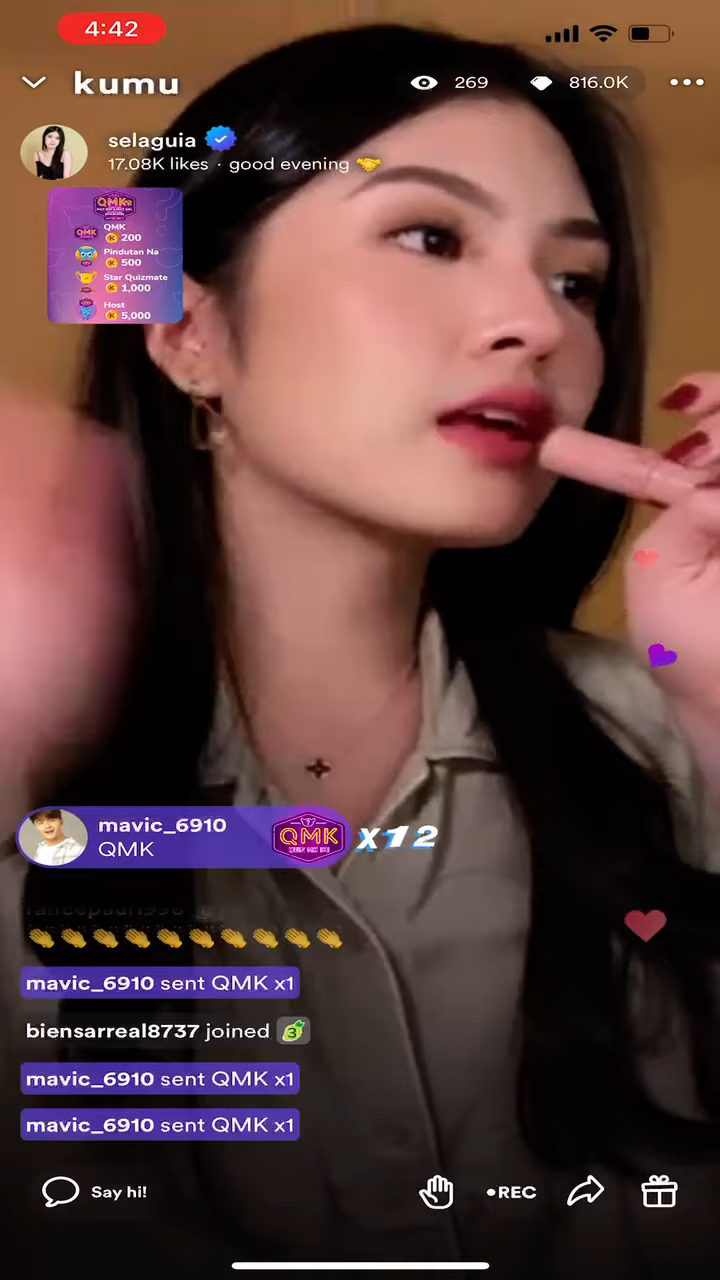 4:42
kumu
269
816.0K
selaguia
17.08K likes · good evening 🤝
QMKs
QMK
QMK
200
Pindutan Na
500
Star Quizmate
1,000
Host
5,000
mavic_6910
QMK
QMK
x12
👏👏👏👏👏👏👏👏👏👏
mavic_6910 sent QMK x1
biensarreal8737 joined 3
mavic_6910 sent QMK x1
mavic_6910 sent QMK x1
Say hi!
•REC